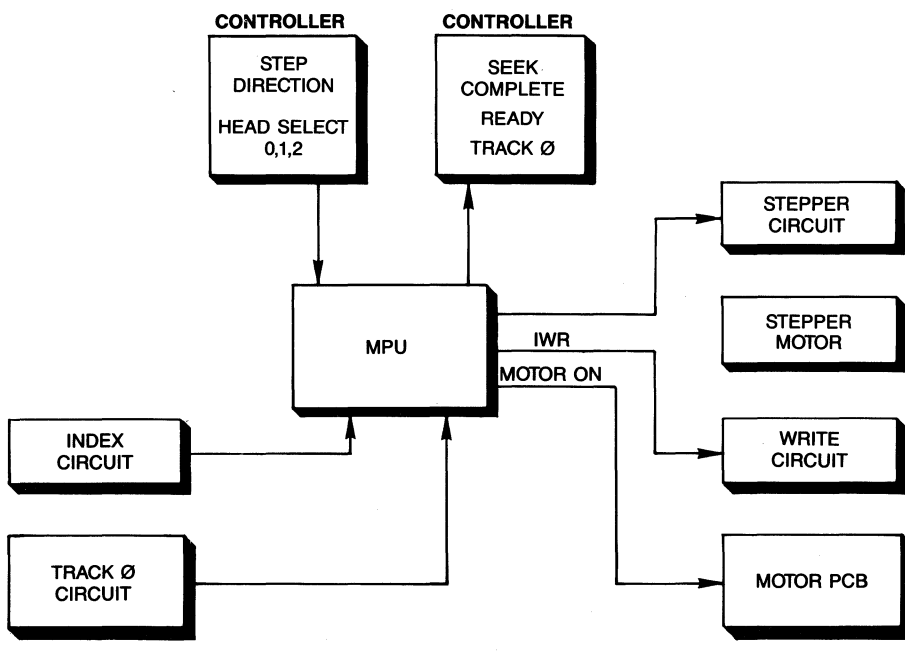 CONTROLLER
STEP
DIRECTION
HEAD SELECT
0,1,2
CONTROLLER
SEEK
COMPLETE
READY
TRACK Ø
STEPPER
CIRCUIT
STEPPER
MOTOR
MPU
IWR
MOTOR ON
INDEX
CIRCUIT
WRITE
CIRCUIT
TRACK Ø
CIRCUIT
MOTOR PCB